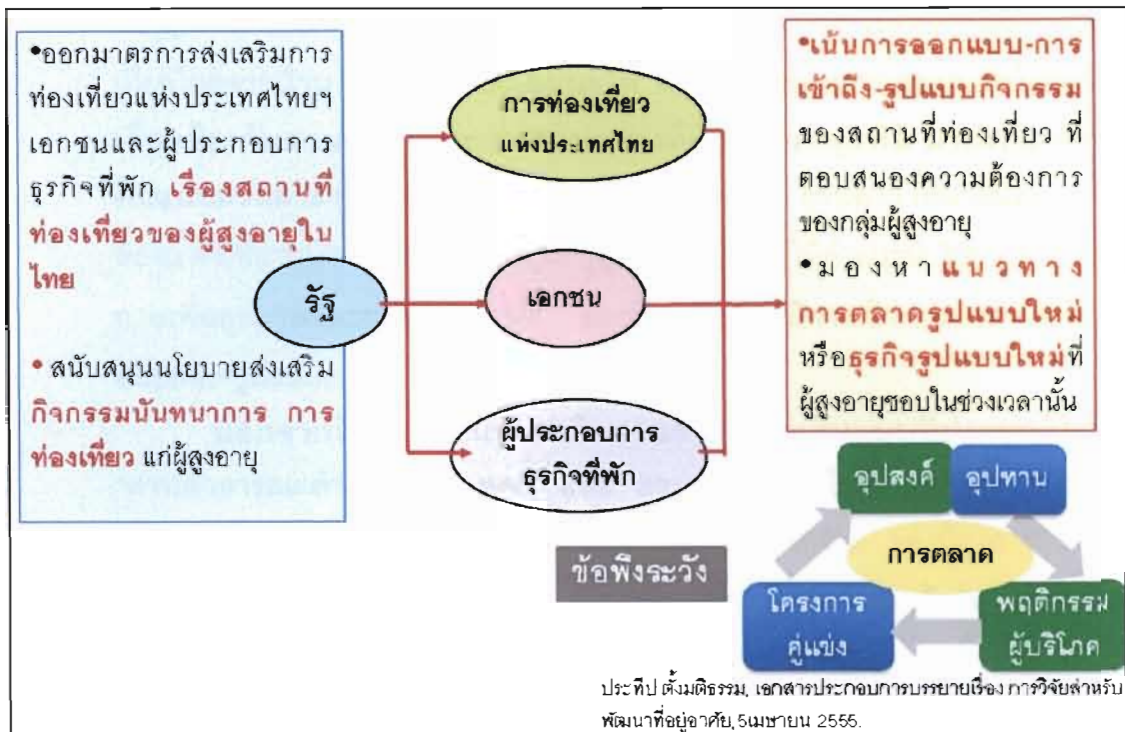 •ออกมาตรการส่งเสริมการ
ท่องเที่ยวแห่งประเทศไทยฯ
เอกชนและผู้ประกอบการ
ธุรกิจที่พัก เรื่องสถานที่
ท่องเที่ยวของผู้สูงอายุใน
ไทย
• สนับสนุนนโยบายส่งเสริม
กิจกรรมนันทนาการ การ
ท่องเที่ยว แก่ผู้สูงอายุ
รัฐ
การท่องเที่ยว
แห่งประเทศไทย
เอกชน
ผู้ประกอบการ
ธุรกิจที่พัก
•เน้นการออกแบบ-การ
เข้าถึง-รูปแบบกิจกรรม
ของสถานที่ท่องเที่ยว ที่
ตอบสนองความต้องการ
ของกลุ่มผู้สูงอายุ
•มองหาแนวทาง
การตลาดรูปแบบใหม่
หรือธุรกิจรูปแบบใหม่ที่
ผู้สูงอายุชอบในช่วงเวลานั้น
ข้อพึงระวัง
อุปสงค์ อุปทาน
การตลาด
โครงการ
คู่แข่ง
พฤติกรรม
ผู้บริโภค
ประทีป ตั้งมติธรรม, เอกสารประกอบการบรรยายเรื่อง การวิจัยสำหรับ
พัฒนาที่อยู่อาศัย, 5เมษายน 2555.